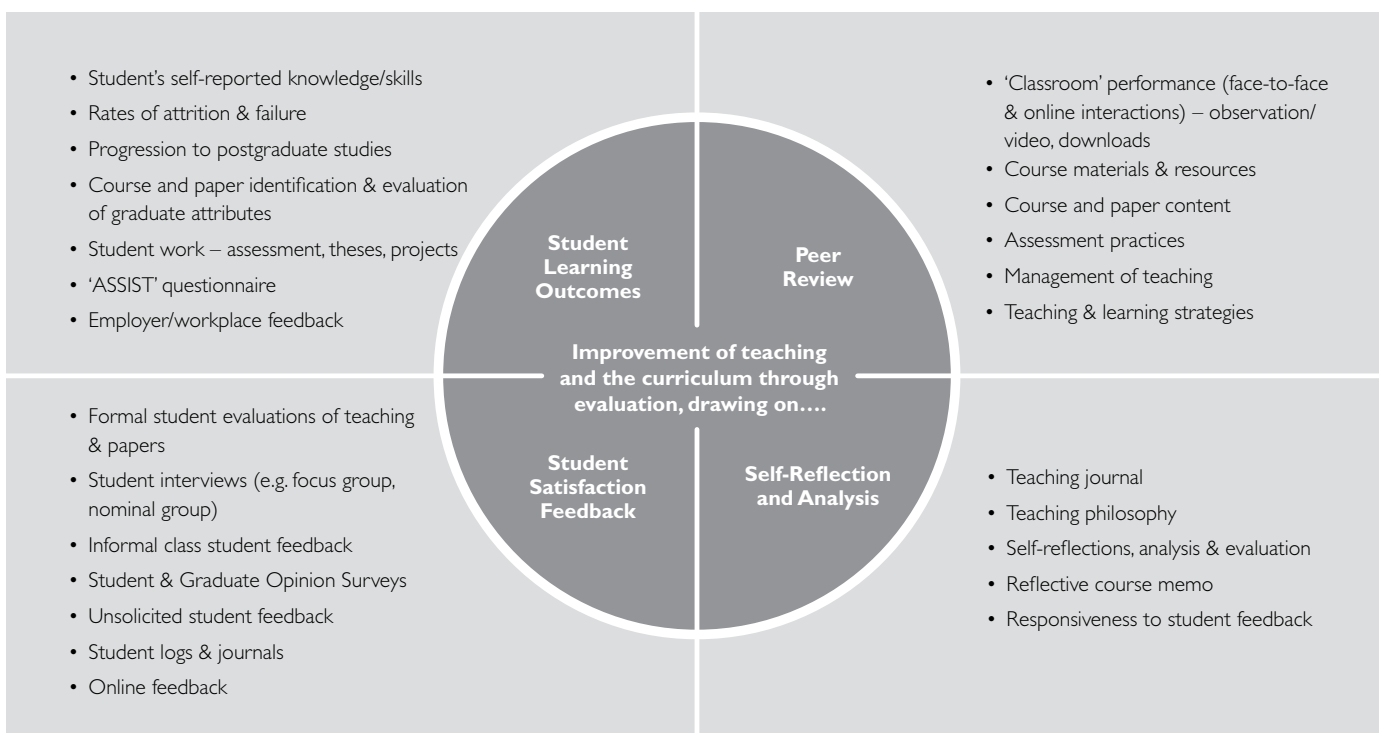 • Student’s self-reported knowledge/skills
• Rates of attrition & failure
• Progression to postgraduate studies
• Course and paper identification & evaluation
of graduate attributes
• Student work – assessment, theses, projects
• ‘ASSIST’ questionnaire
• Employer/workplace feedback
Student
Learning
Outcomes
Peer
Review
• ‘Classroom’ performance (face-to-face
& online interactions) – observation/
video, downloads
• Course materials & resources
• Course and paper content
• Assessment practices
• Management of teaching
• Teaching & learning strategies
Improvement of teaching
and the curriculum through
evaluation, drawing on….
• Formal student evaluations of teaching
& papers
• Student interviews (e.g. focus group,
nominal group)
• Informal class student feedback
• Student & Graduate Opinion Surveys
• Unsolicited student feedback
• Student logs & journals
• Online feedback
Student
Satisfaction
Feedback
Self-Reflection
and Analysis
• Teaching journal
• Teaching philosophy
• Self-reflections, analysis & evaluation
• Reflective course memo
• Responsiveness to student feedback